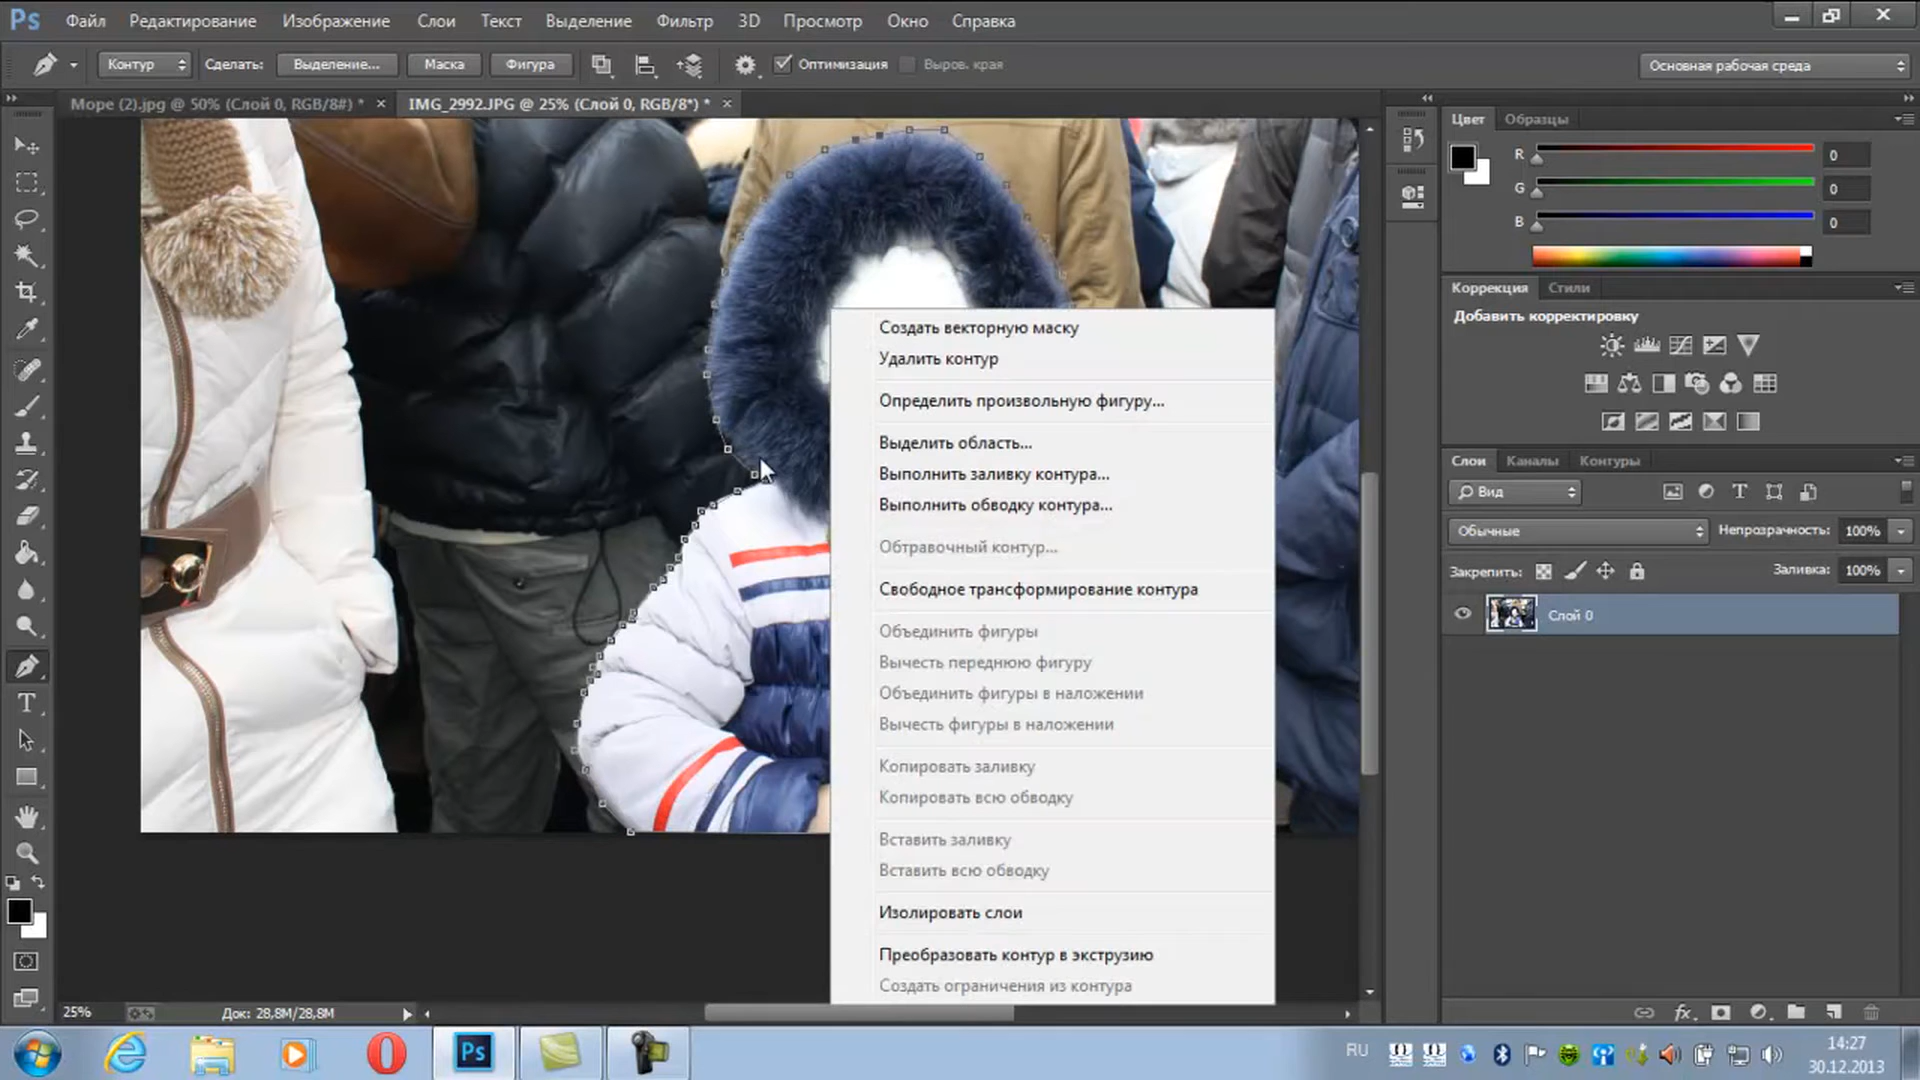 Ps Файл Редактирование Изображение Слои Текст Выделение Фильтр 3D Просмотр Окно Справка
Контур Сделать: Выделение... Маска Фигура Оптимизация Выров. края Основная рабочая среда
Море (2).jpg @ 50% (Слой 0, RGB/8#) * × IMG_2992.JPG @ 25% (Слой 0, RGB/8*) * ×
Цвет Образцы
R 0
G 0
B 0
Коррекция Стили
Добавить корректировку
Слои Каналы Контуры
Вид
Обычные Непрозрачность: 100%
Закрепить: Заливка: 100%
Слой 0
Создать векторную маску
Удалить контур
Определить произвольную фигуру...
Выделить область...
Выполнить заливку контура...
Выполнить обводку контура...
Обтравочный контур...
Свободное трансформирование контура
Объединить фигуры
Вычесть переднюю фигуру
Объединить фигуры в наложении
Вычесть фигуры в наложении
Копировать заливку
Копировать всю обводку
Вставить заливку
Вставить всю обводку
Изолировать слои
Преобразовать контур в экструзию
Создать ограничения из контура
25% Док: 28,8M/28,8M
fx
Ps
RU
14:27
30.12.2013